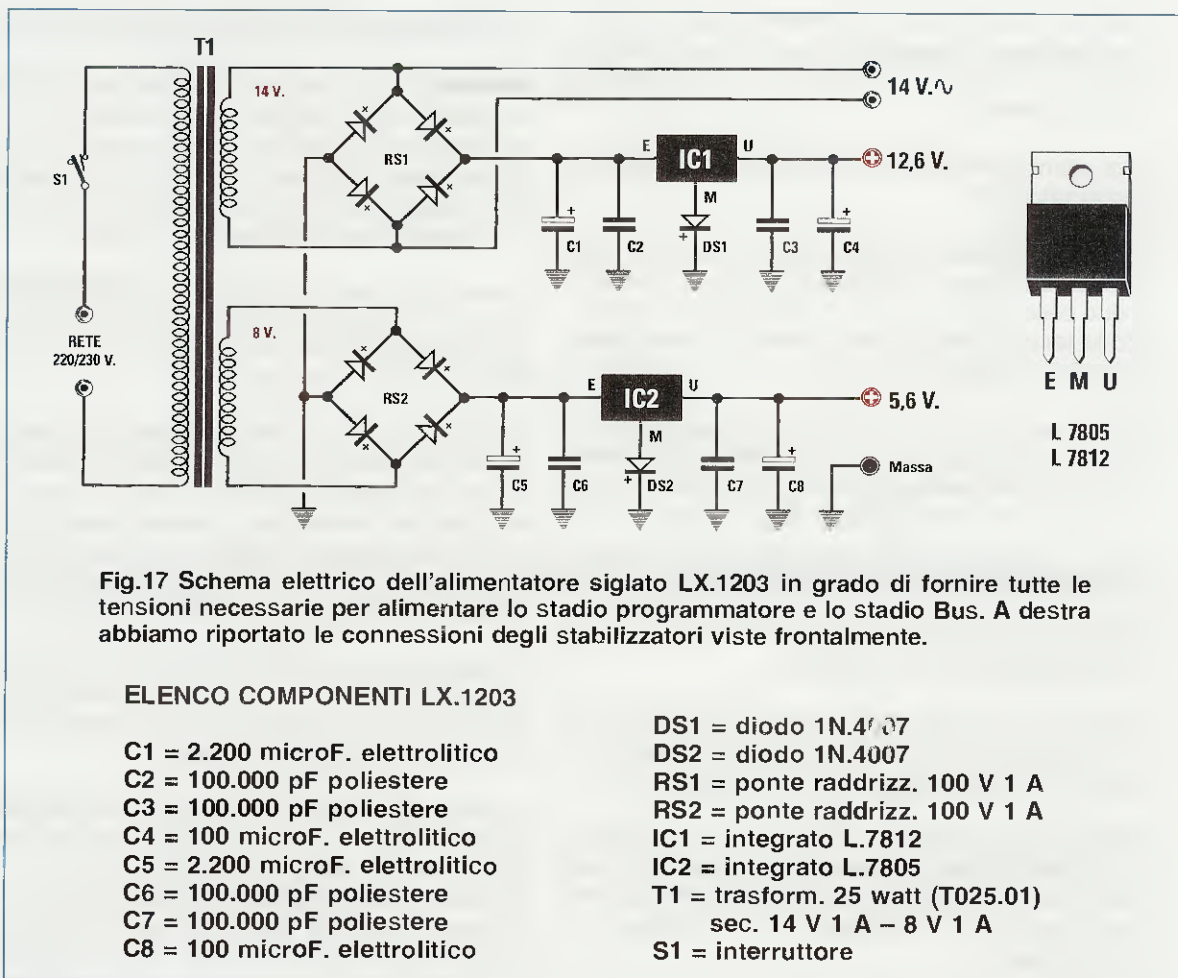 T1
14 V.
14 V.∿
RS1
E
IC1
U
12,6 V.
M
S1
C1
C2
DS1
C3
C4
RETE
220/230 V.
8 V.
RS2
E
IC2
U
5,6 V.
M
C5
C6
DS2
C7
C8
Massa
E M U
L 7805
L 7812
Fig.17 Schema elettrico dell'alimentatore siglato LX.1203 in grado di fornire tutte le
tensioni necessarie per alimentare lo stadio programmatore e lo stadio Bus. A destra
abbiamo riportato le connessioni degli stabilizzatori viste frontalmente.
ELENCO COMPONENTI LX.1203
C1 = 2.200 microF. elettrolitico
C2 = 100.000 pF poliestere
C3 = 100.000 pF poliestere
C4 = 100 microF. elettrolitico
C5 = 2.200 microF. elettrolitico
C6 = 100.000 pF poliestere
C7 = 100.000 pF poliestere
C8 = 100 microF. elettrolitico
DS1 = diodo 1N.4007
DS2 = diodo 1N.4007
RS1 = ponte raddrizz. 100 V 1 A
RS2 = ponte raddrizz. 100 V 1 A
IC1 = integrato L.7812
IC2 = integrato L.7805
T1 = trasform. 25 watt (T025.01)
sec. 14 V 1 A – 8 V 1 A
S1 = interruttore